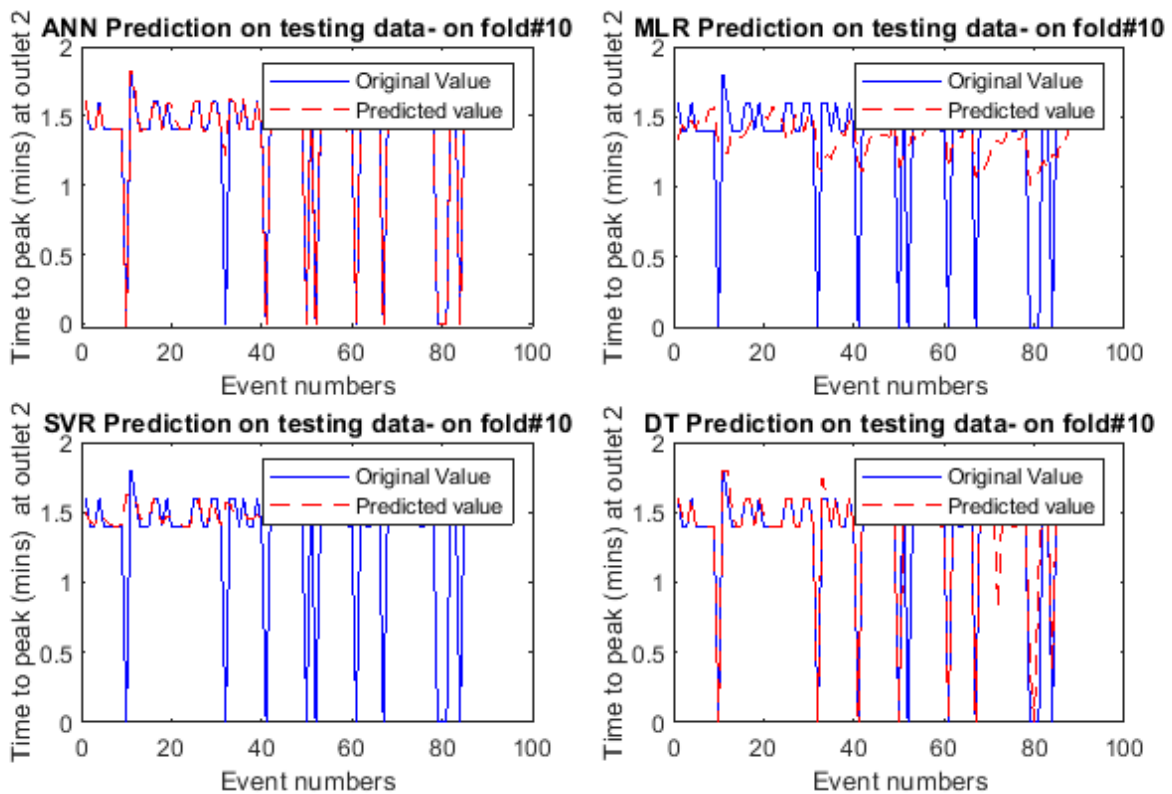 ANN Prediction on testing data- on fold#10
Time to peak (mins) at outlet 2
2
1.5
1
0.5
0
Original Value
Predicted value
0 20 40 60 80 100
Event numbers
MLR Prediction on testing data- on fold#10
Time to peak (mins) at outlet 2
2
1.5
1
0.5
0
Original Value
Predicted value
0 20 40 60 80 100
Event numbers
SVR Prediction on testing data- on fold#10
Time to peak (mins) at outlet 2
2
1.5
1
0.5
0
Original Value
Predicted value
0 20 40 60 80 100
Event numbers
DT Prediction on testing data- on fold#10
Time to peak (mins) at outlet 2
2
1.5
1
0.5
0
Original Value
Predicted value
0 20 40 60 80 100
Event numbers